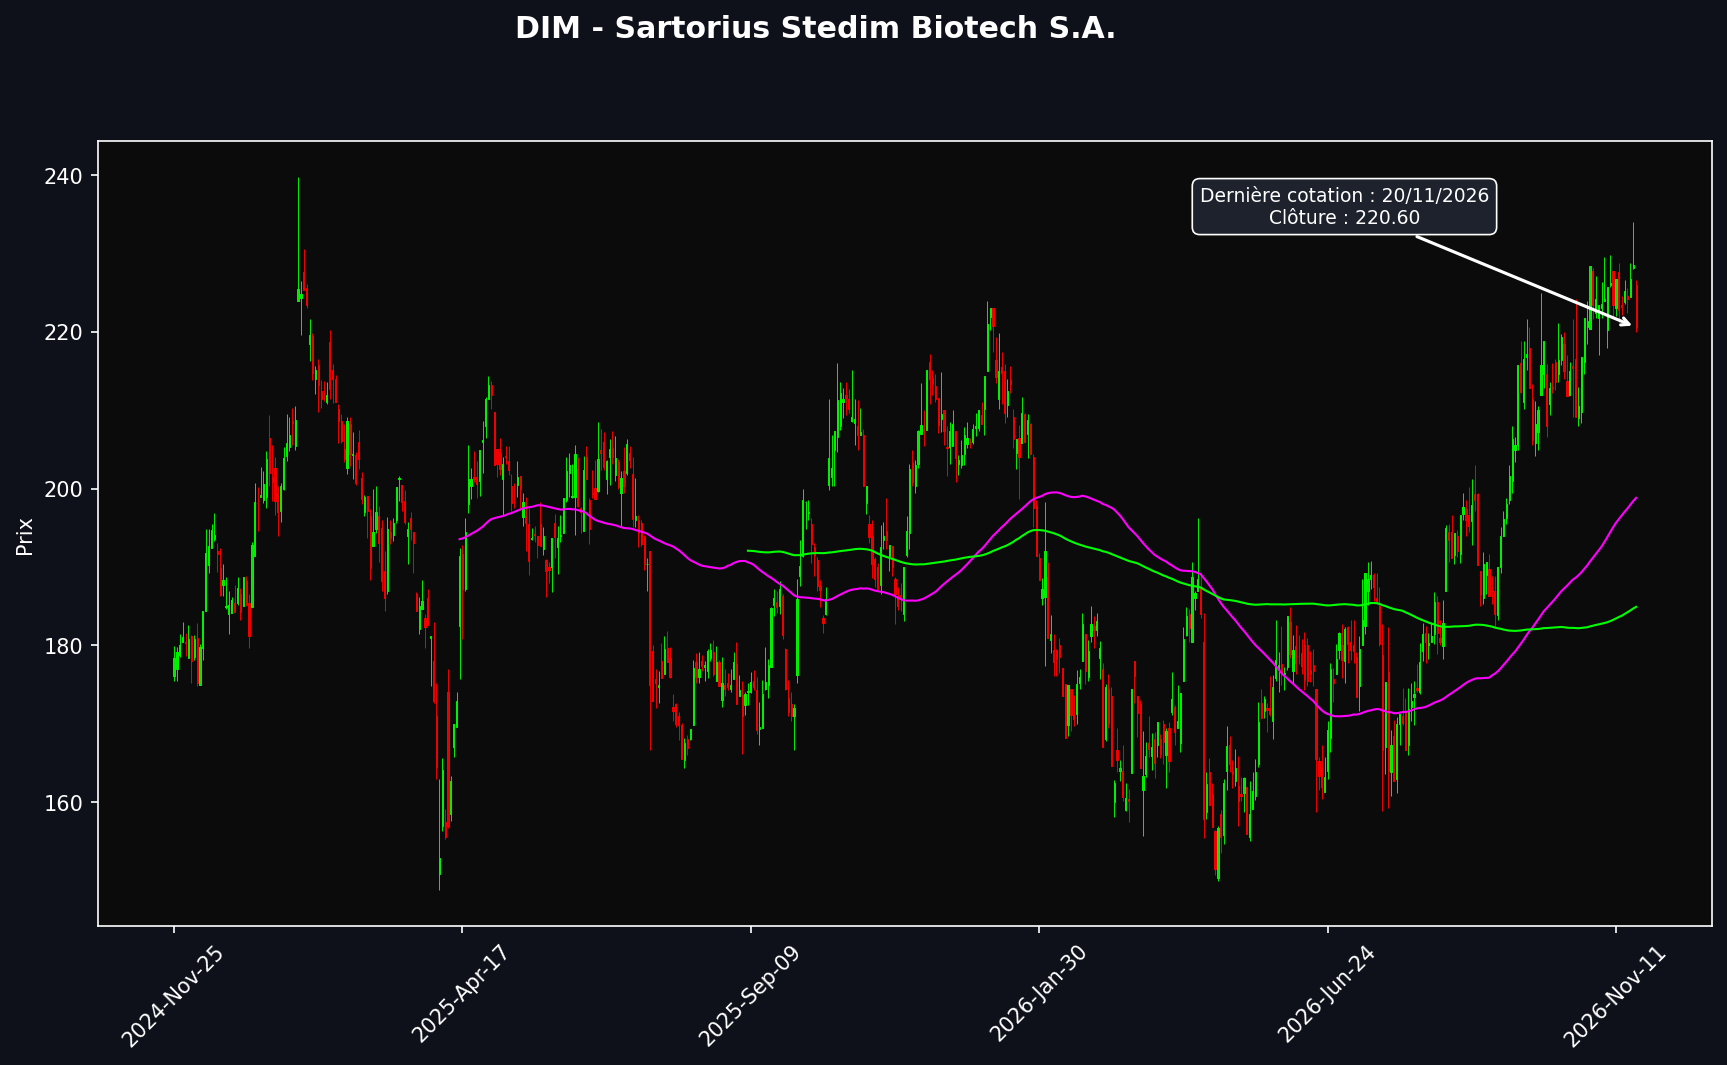 DIM - Sartorius Stedim Biotech S.A.
Dernière cotation : 20/11/2026
Clôture : 220.60
Prix
240
220
200
180
160
2024-Nov-25
2025-Apr-17
2025-Sep-09
2026-Jan-30
2026-Jun-24
2026-Nov-11